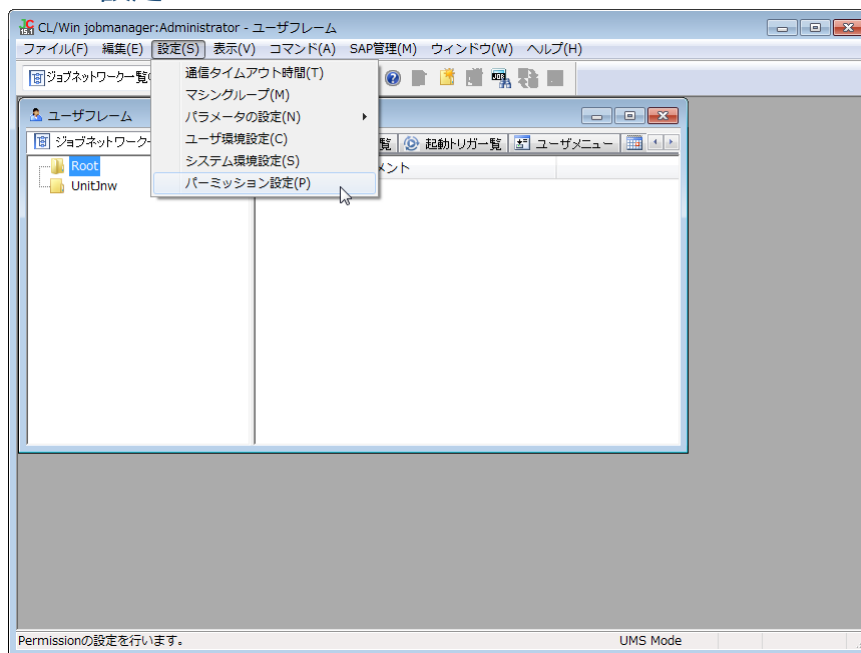 CL/Win jobmanager:Administrator - ユーザフレーム
ファイル(F) 編集(E) 設定(S) 表示(V) コマンド(A) SAP管理(M) ウィンドウ(W) ヘルプ(H)
ジョブネットワーク一覧
通信タイムアウト時間(T)
マシングループ(M)
パラメータの設定(N)
ユーザ環境設定(C)
システム環境設定(S)
パーミッション設定(P)
ユーザフレーム
ジョブネットワーク
覧 起動トリガ一覧 ユーザメニュー
Root
メント
UnitJnw
Permissionの設定を行います。 UMS Mode